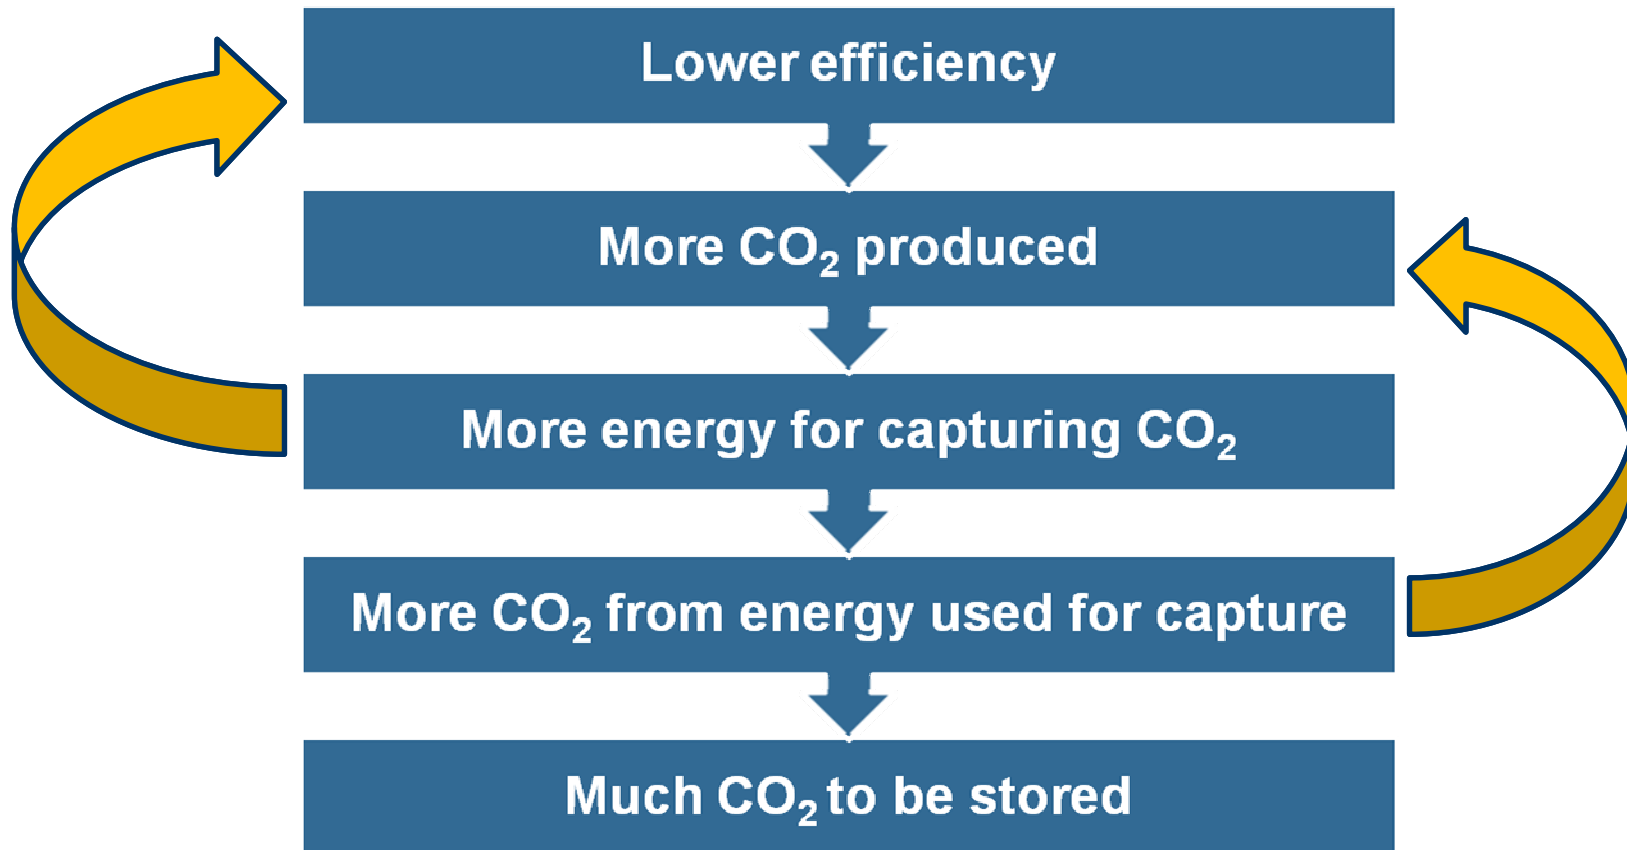 Lower efficiency
More CO₂ produced
More energy for capturing CO₂
More CO₂ from energy used for capture
Much CO₂ to be stored